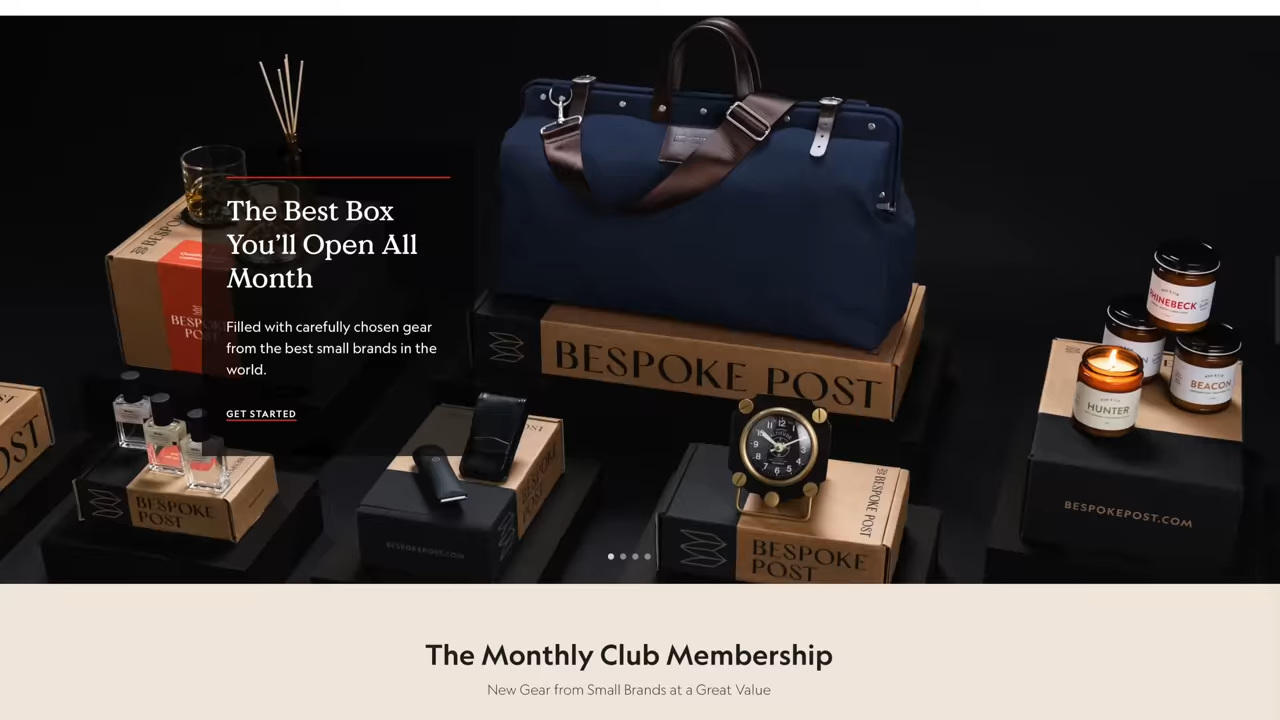 The Best Box
You'll Open All
Month
Filled with carefully chosen gear
from the best small brands in the
world.
GET STARTED
BESPOKE POST
RHINEBECK
BEACON
HUNTER
BESPOKE
POST
BESPOKEPOST.COM
BESPOKE POST
BESPOKE
POST
BESPOKEPOST.COM
The Monthly Club Membership
New Gear from Small Brands at a Great Value